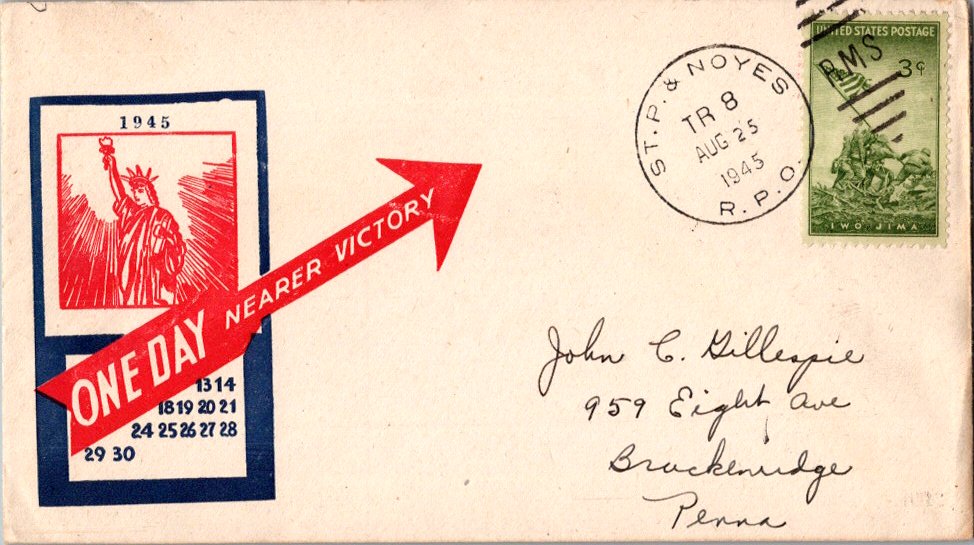 1945
ONE DAY NEARER VICTORY
13 14
18 19 20 21
24 25 26 27 28
29 30
ST. P. & NOYES
TR 8
AUG 25
1945
R. P. O.
UNITED STATES POSTAGE
RMS
3¢
IWO JIMA
John C. Gillespie
959 Eight Ave
Brackenridge
Penna